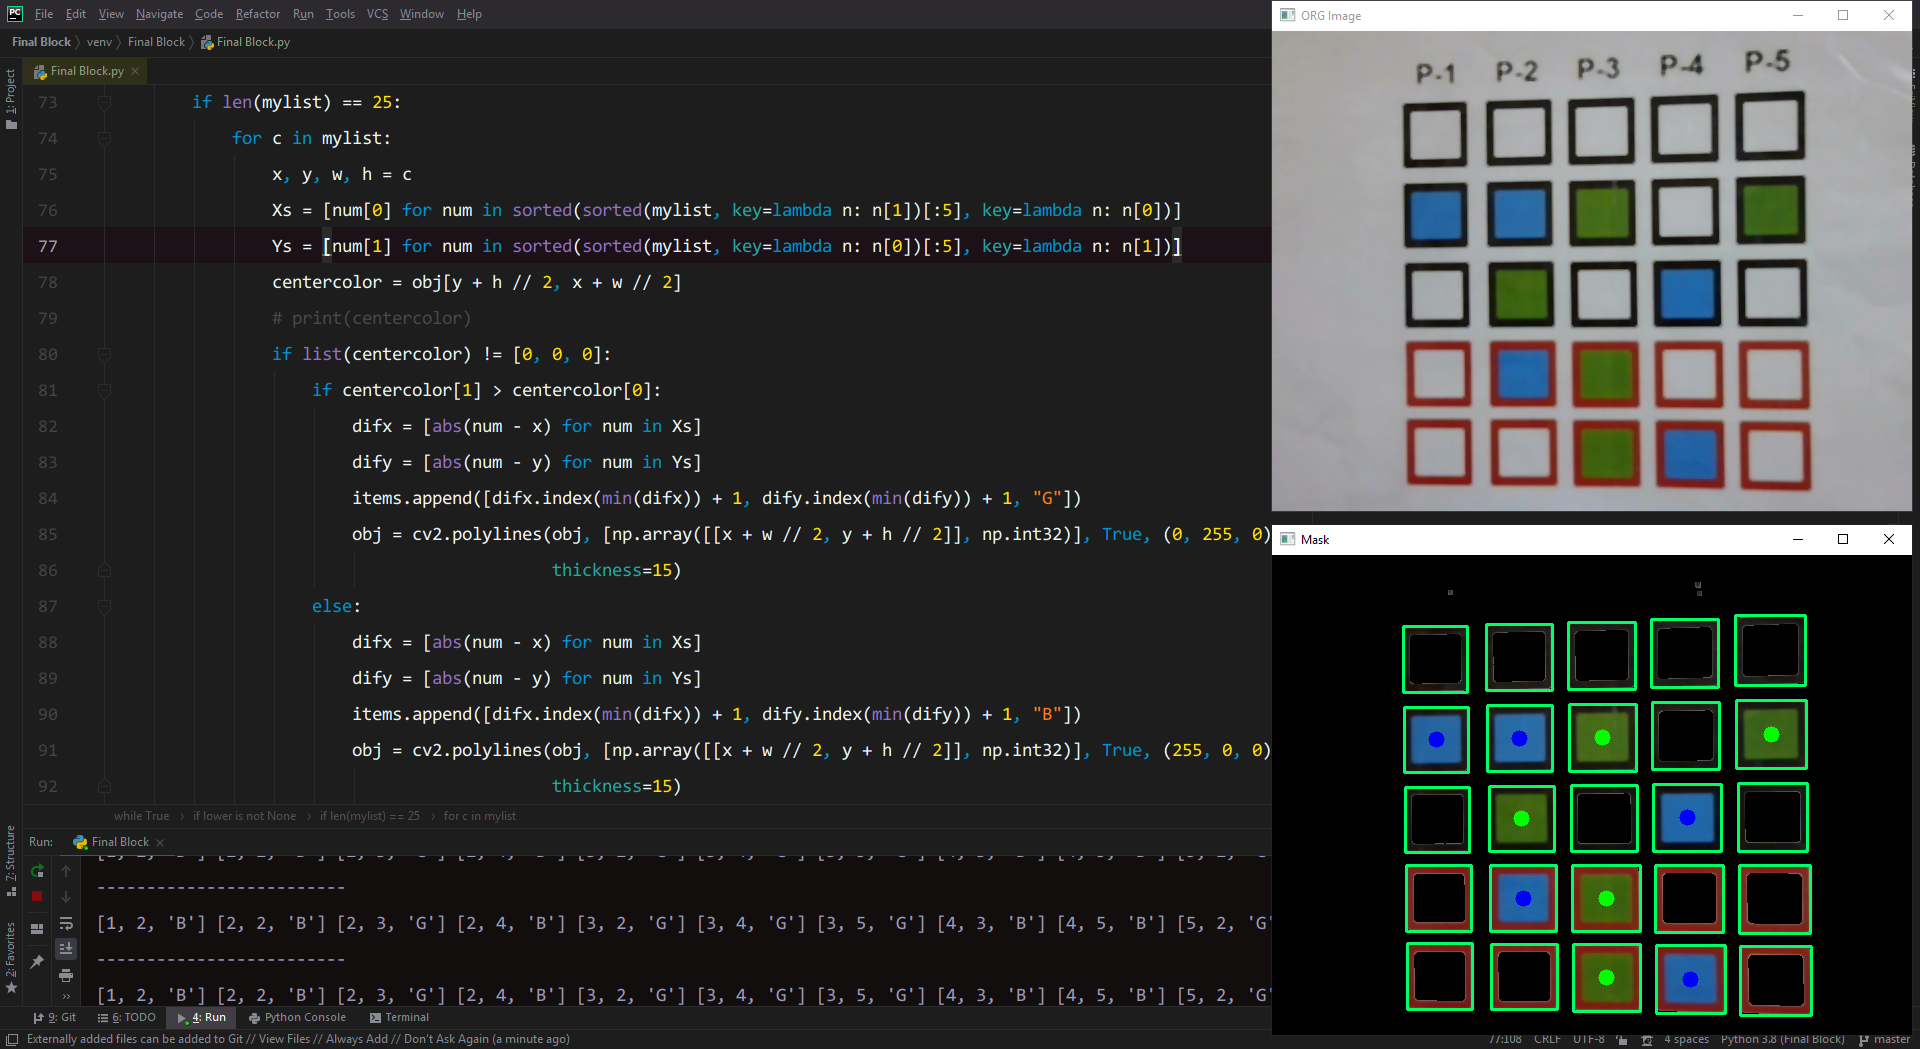 PC File Edit View Navigate Code Refactor Run Tools VCS Window Help
Final Block venv Final Block Final Block.py
1: Project
Final Block.py
73 if len(mylist) == 25:
74 for c in mylist:
75 x, y, w, h = c
76 Xs = [num[0] for num in sorted(sorted(mylist, key=lambda n: n[1])[:5], key=lambda n: n[0])]
77 Ys = [num[1] for num in sorted(sorted(mylist, key=lambda n: n[0])[:5], key=lambda n: n[1])]
78 centercolor = obj[y + h // 2, x + w // 2]
79 # print(centercolor)
80 if list(centercolor) != [0, 0, 0]:
81 if centercolor[1] > centercolor[0]:
82 difx = [abs(num - x) for num in Xs]
83 dify = [abs(num - y) for num in Ys]
84 items.append([difx.index(min(difx)) + 1, dify.index(min(dify)) + 1, "G"])
85 obj = cv2.polylines(obj, [np.array([[x + w // 2, y + h // 2]], np.int32)], True, (0, 255, 0)
86 thickness=15)
87 else:
88 difx = [abs(num - x) for num in Xs]
89 dify = [abs(num - y) for num in Ys]
90 items.append([difx.index(min(difx)) + 1, dify.index(min(dify)) + 1, "B"])
91 obj = cv2.polylines(obj, [np.array([[x + w // 2, y + h // 2]], np.int32)], True, (255, 0, 0)
92 thickness=15)
while True if lower is not None if len(mylist) == 25 for c in mylist
7: Structure
2: Favorites
Run: Final Block
-------------------------
[1, 2, 'B'] [2, 2, 'B'] [2, 3, 'G'] [2, 4, 'B'] [3, 2, 'G'] [3, 4, 'G'] [3, 5, 'G'] [4, 3, 'B'] [4, 5, 'B'] [5, 2, 'G'
-------------------------
[1, 2, 'B'] [2, 2, 'B'] [2, 3, 'G'] [2, 4, 'B'] [3, 2, 'G'] [3, 4, 'G'] [3, 5, 'G'] [4, 3, 'B'] [4, 5, 'B'] [5, 2, 'G'
9: Git 6: TODO 4: Run Python Console Terminal
Externally added files can be added to Git // View Files // Always Add // Don't Ask Again (a minute ago)
77:108 CRLF UTF-8 4 spaces Python 3.8 (Final Block) master
ORG Image
P-1 P-2 P-3 P-4 P-5
Mask